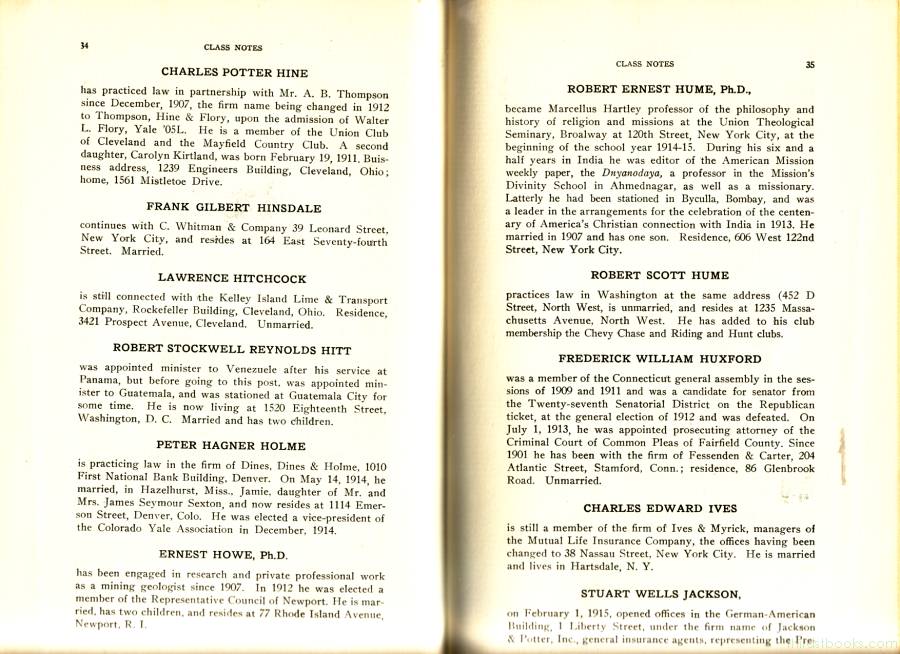 34
CLASS NOTES
CHARLES POTTER HINE
has practiced law in partnership with Mr. A. B. Thompson
since December, 1907, the firm name being changed in 1912
to Thompson, Hine & Flory, upon the admission of Walter
L. Flory, Yale '05L. He is a member of the Union Club
of Cleveland and the Mayfield Country Club. A second
daughter, Carolyn Kirtland, was born February 19, 1911. Buis-
ness address, 1239 Engineers Building, Cleveland, Ohio;
home, 1561 Mistletoe Drive.
FRANK GILBERT HINSDALE
continues with C. Whitman & Company 39 Leonard Street,
New York City, and resides at 164 East Seventy-fourth
Street. Married.
LAWRENCE HITCHCOCK
is still connected with the Kelley Island Lime & Transport
Company, Rockefeller Building, Cleveland, Ohio. Residence,
3421 Prospect Avenue, Cleveland. Unmarried.
ROBERT STOCKWELL REYNOLDS HITT
was appointed minister to Venezuele after his service at
Panama, but before going to this post, was appointed min-
ister to Guatemala, and was stationed at Guatemala City for
some time. He is now living at 1520 Eighteenth Street,
Washington, D. C. Married and has two children.
PETER HAGNER HOLME
is practicing law in the firm of Dines, Dines & Holme, 1010
First National Bank Building, Denver. On May 14, 1914, he
married, in Hazelhurst, Miss., Jamie, daughter of Mr. and
Mrs. James Seymour Sexton, and now resides at 1114 Emer-
son Street, Denver, Colo. He was elected a vice-president of
the Colorado Yale Association in December, 1914.
ERNEST HOWE, Ph.D.
has been engaged in research and private professional work
as a mining geologist since 1907. In 1912 he was elected a
member of the Representative Council of Newport. He is mar-
ried, has two children, and resides at 77 Rhode Island Avenue,
Newport, R. I.
CLASS NOTES
35
ROBERT ERNEST HUME, Ph.D.,
became Marcellus Hartley professor of the philosophy and
history of religion and missions at the Union Theological
Seminary, Broalway at 120th Street, New York City, at the
beginning of the school year 1914-15. During his six and a
half years in India he was editor of the American Mission
weekly paper, the Dnyanodaya, a professor in the Mission's
Divinity School in Ahmednagar, as well as a missionary.
Latterly he had been stationed in Byculla, Bombay, and was
a leader in the arrangements for the celebration of the centen-
ary of America's Christian connection with India in 1913. He
married in 1907 and has one son. Residence, 606 West 122nd
Street, New York City.
ROBERT SCOTT HUME
practices law in Washington at the same address (452 D
Street, North West, is unmarried, and resides at 1235 Massa-
chusetts Avenue, North West. He has added to his club
membership the Chevy Chase and Riding and Hunt clubs.
FREDERICK WILLIAM HUXFORD
was a member of the Connecticut general assembly in the ses-
sions of 1909 and 1911 and was a candidate for senator from
the Twenty-seventh Senatorial District on the Republican
ticket, at the general election of 1912 and was defeated. On
July 1, 1913, he was appointed prosecuting attorney of the
Criminal Court of Common Pleas of Fairfield County. Since
1901 he has been with the firm of Fessenden & Carter, 204
Atlantic Street, Stamford, Conn.; residence, 86 Glenbrook
Road. Unmarried.
CHARLES EDWARD IVES
is still a member of the firm of Ives & Myrick, managers of
the Mutual Life Insurance Company, the offices having been
changed to 38 Nassau Street, New York City. He is married
and lives in Hartsdale, N. Y.
STUART WELLS JACKSON,
on February 1, 1915, opened offices in the German-American
Building, 1 Liberty Street, under the firm name of Jackson
& Potter, Inc., general insurance agents, representing the Pre-